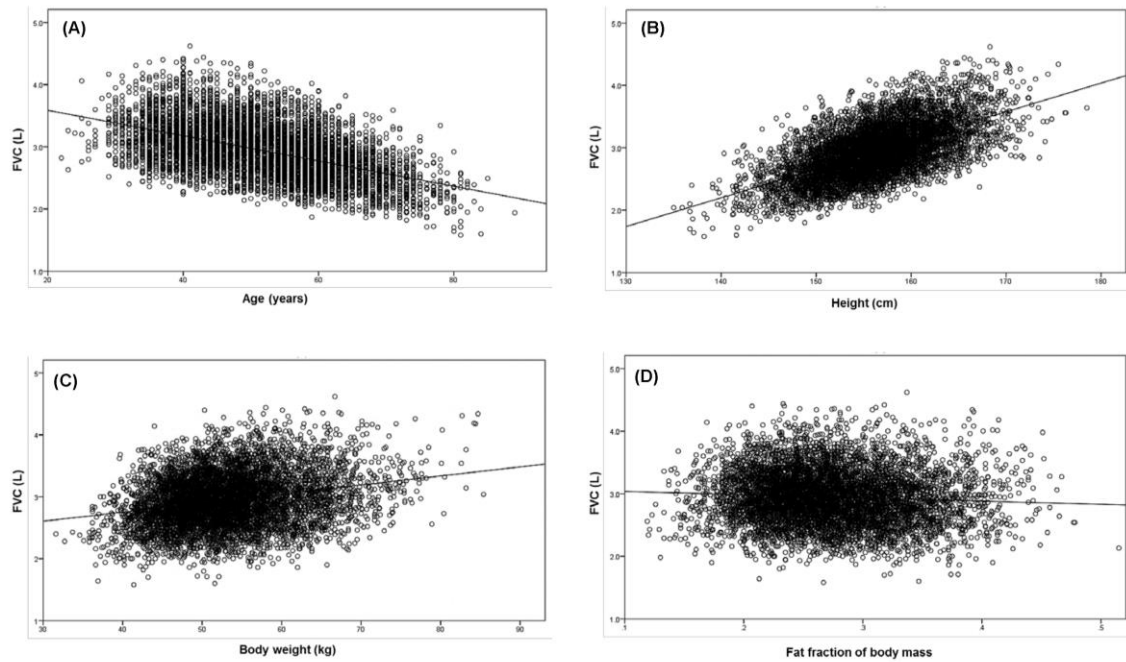 (A)
FVC (L)
5.0
4.0
3.0
2.0
1.0
20 40 60 80
Age (years)
(B)
FVC (L)
5.0
4.0
3.0
2.0
1.0
130 140 150 160 170 180
Height (cm)
(C)
FVC (L)
5
4
3
2
1
30 40 50 60 70 80 90
Body weight (kg)
(D)
FVC (L)
5.0
4.0
3.0
2.0
1.0
.1 .2 .3 .4 .5
Fat fraction of body mass